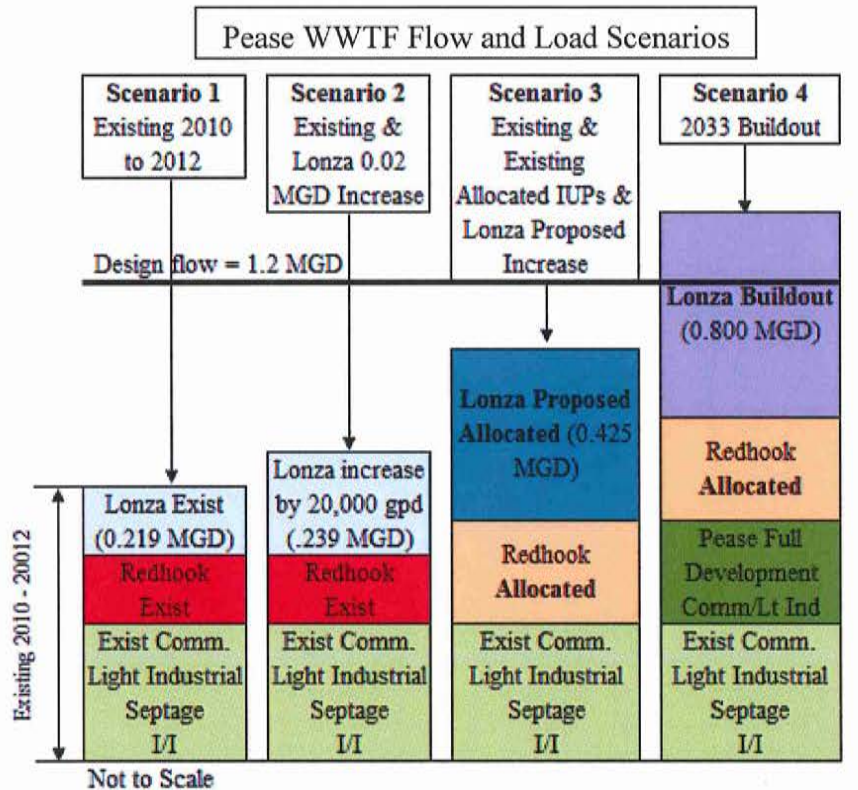 Pease WWTF Flow and Load Scenarios
Scenario 1
Existing 2010
to 2012
Scenario 2
Existing &
Lonza 0.02
MGD Increase
Scenario 3
Existing &
Existing
Allocated IUPs &
Lonza Proposed
Increase
Scenario 4
2033 Buildout
Design flow = 1.2 MGD
Existing 2010 - 20012
Lonza Exist
(0.219 MGD)
Redhook
Exist
Exist Comm.
Light Industrial
Septage
I/I
Lonza increase
by 20,000 gpd
(.239 MGD)
Redhook
Exist
Exist Comm.
Light Industrial
Septage
I/I
Lonza Proposed
Allocated (0.425
MGD)
Redhook
Allocated
Exist Comm.
Light Industrial
Septage
I/I
Lonza Buildout
(0.800 MGD)
Redhook
Allocated
Pease Full
Development
Comm/Lt Ind
Exist Comm.
Light Industrial
Septage
I/I
Not to Scale